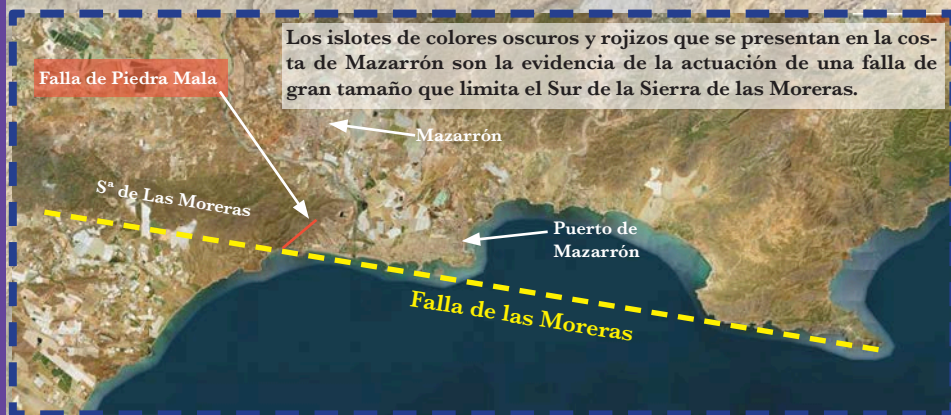 Los islotes de colores oscuros y rojizos que se presentan en la cos-
ta de Mazarrón son la evidencia de la actuación de una falla de
gran tamaño que limita el Sur de la Sierra de las Moreras.
Falla de Piedra Mala
Mazarrón
Sª de Las Moreras
Puerto de
Mazarrón
Falla de las Moreras